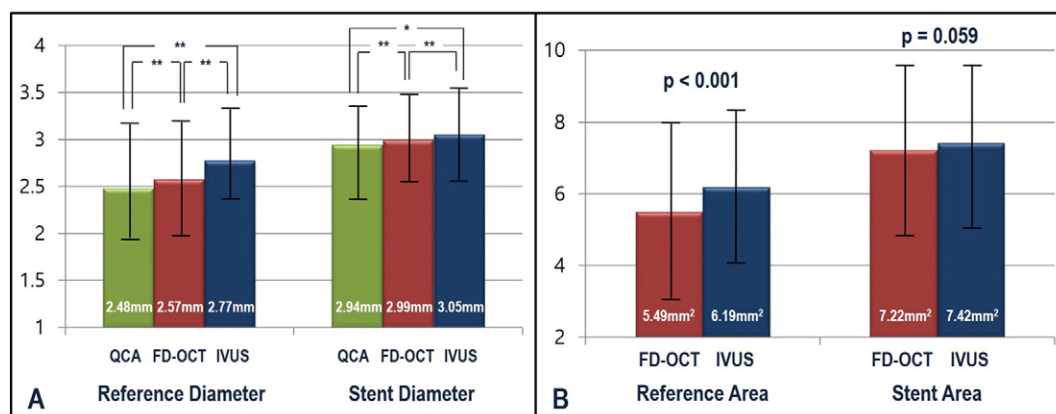 ** *
** ** ** **
4
3.5
3
2.5
2
1.5
1
2.48mm 2.57mm 2.77mm 2.94mm 2.99mm 3.05mm
QCA FD-OCT IVUS QCA FD-OCT IVUS
A Reference Diameter Stent Diameter
p < 0.001 p = 0.059
10
8
6
4
2
5.49mm² 6.19mm² 7.22mm² 7.42mm²
FD-OCT IVUS FD-OCT IVUS
B Reference Area Stent Area